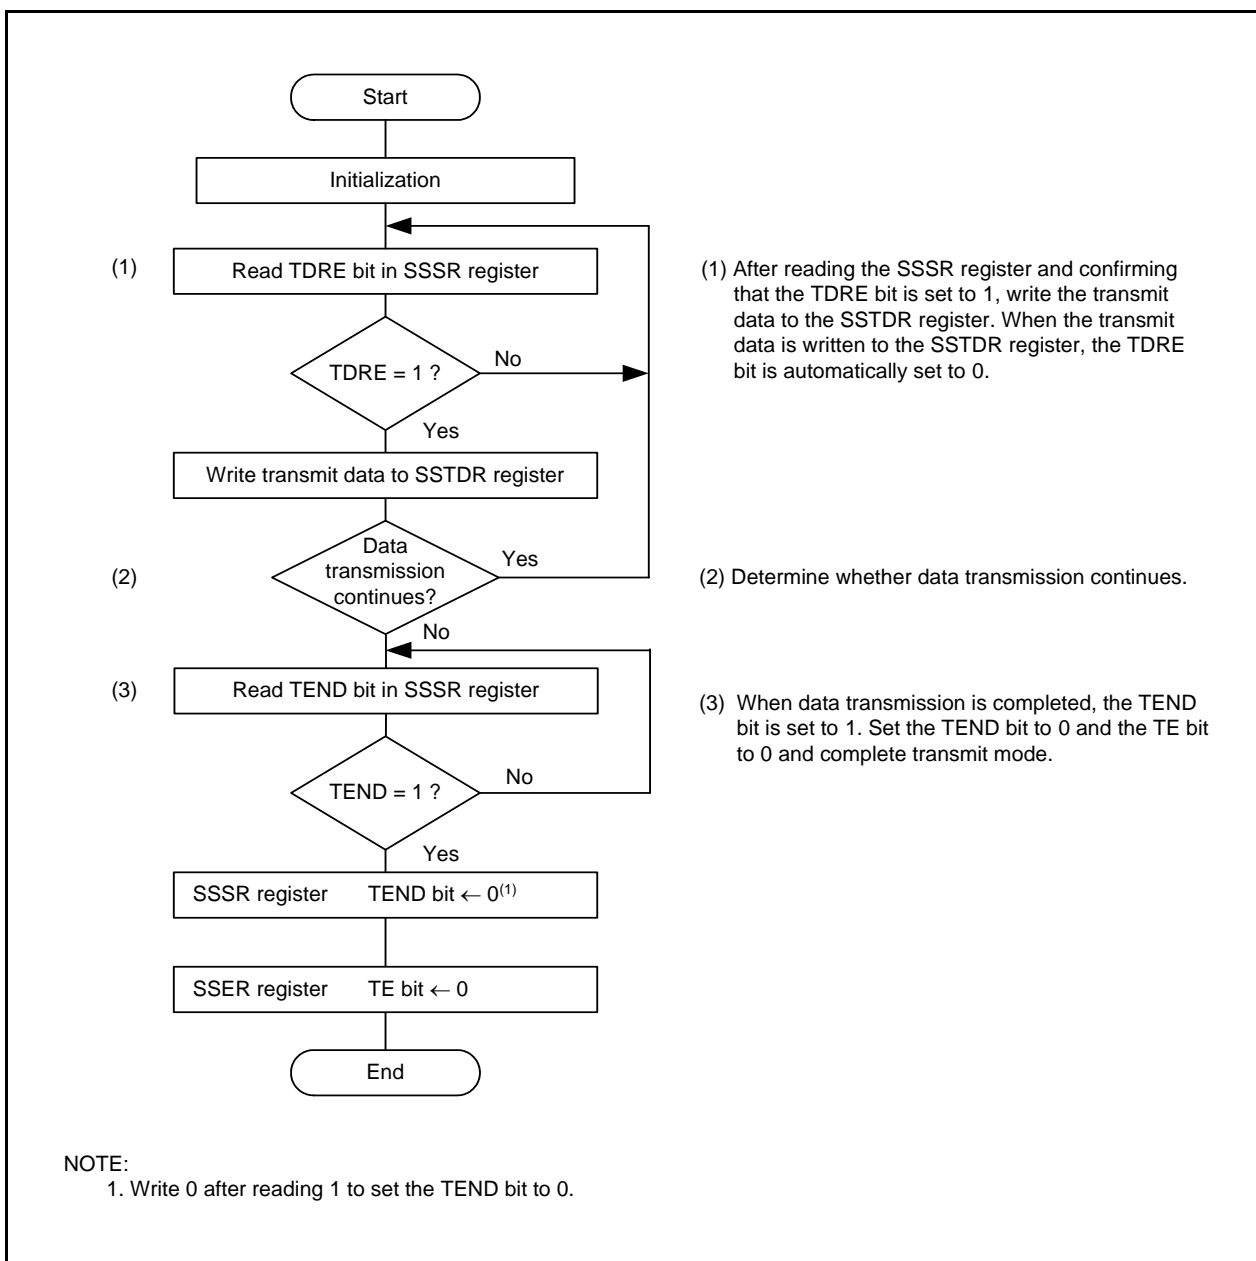 Start
Initialization
(1)
Read TDRE bit in SSSR register
TDRE = 1 ?
No
Yes
Write transmit data to SSTDR register
(2)
Data
transmission
continues?
Yes
No
(3)
Read TEND bit in SSSR register
TEND = 1 ?
No
Yes
SSSR register TEND bit ← 0(1)
SSER register TE bit ← 0
End
(1) After reading the SSSR register and confirming
that the TDRE bit is set to 1, write the transmit
data to the SSTDR register. When the transmit
data is written to the SSTDR register, the TDRE
bit is automatically set to 0.
(2) Determine whether data transmission continues.
(3) When data transmission is completed, the TEND
bit is set to 1. Set the TEND bit to 0 and the TE bit
to 0 and complete transmit mode.
NOTE:
1. Write 0 after reading 1 to set the TEND bit to 0.